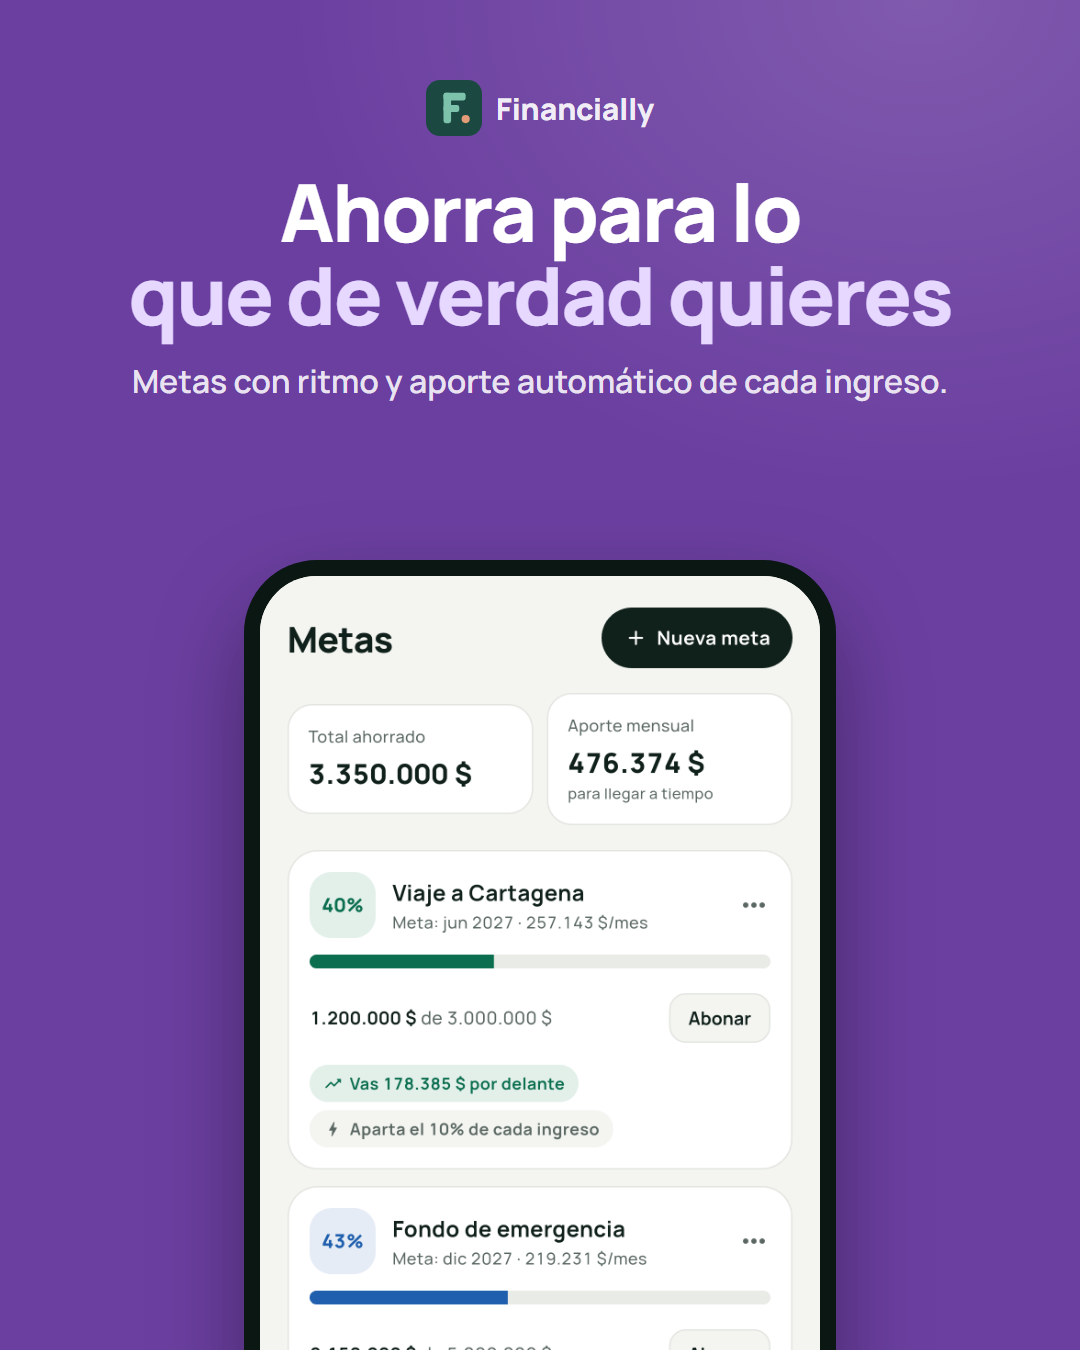 Financially
Ahorra para lo
que de verdad quieres
Metas con ritmo y aporte automático de cada ingreso.
Metas
+ Nueva meta
Total ahorrado
3.350.000 $
Aporte mensual
476.374 $
para llegar a tiempo
40%
Viaje a Cartagena
Meta: jun 2027 · 257.143 $/mes
1.200.000 $ de 3.000.000 $
Abonar
Vas 178.385 $ por delante
Aparta el 10% de cada ingreso
43%
Fondo de emergencia
Meta: dic 2027 · 219.231 $/mes